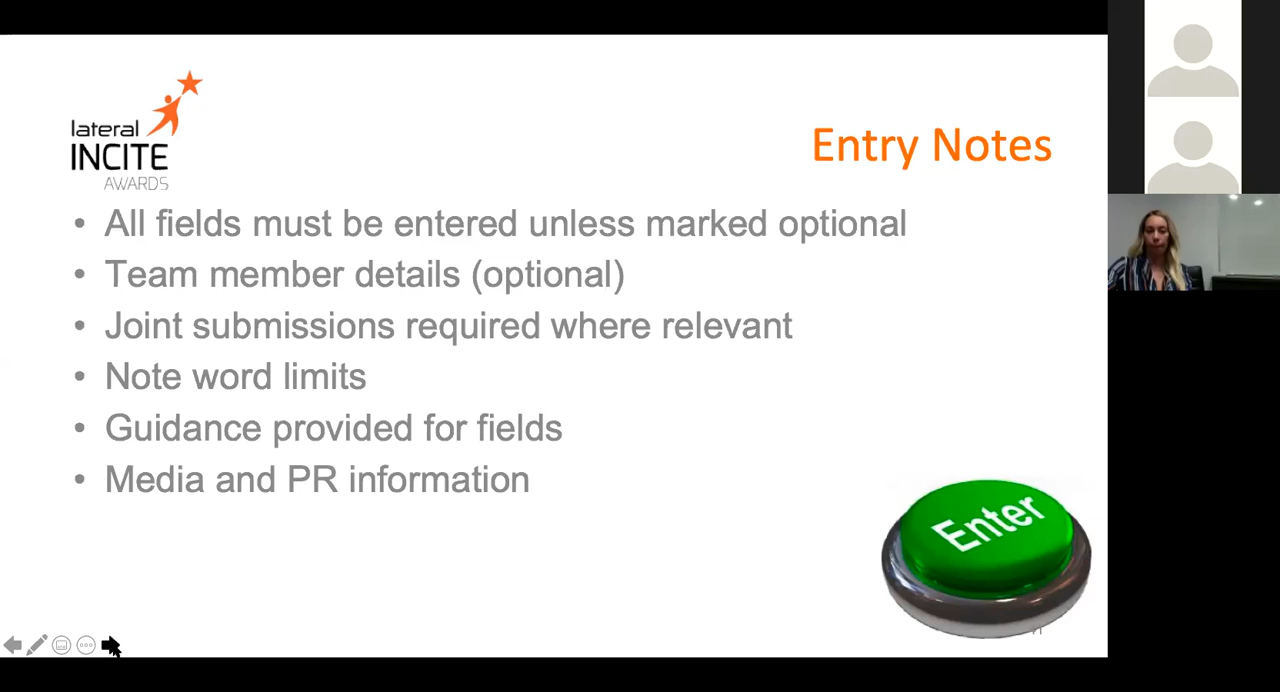 lateral
INCITE
AWARDS
Entry Notes
• All fields must be entered unless marked optional
• Team member details (optional)
• Joint submissions required where relevant
• Note word limits
• Guidance provided for fields
• Media and PR information
Enter